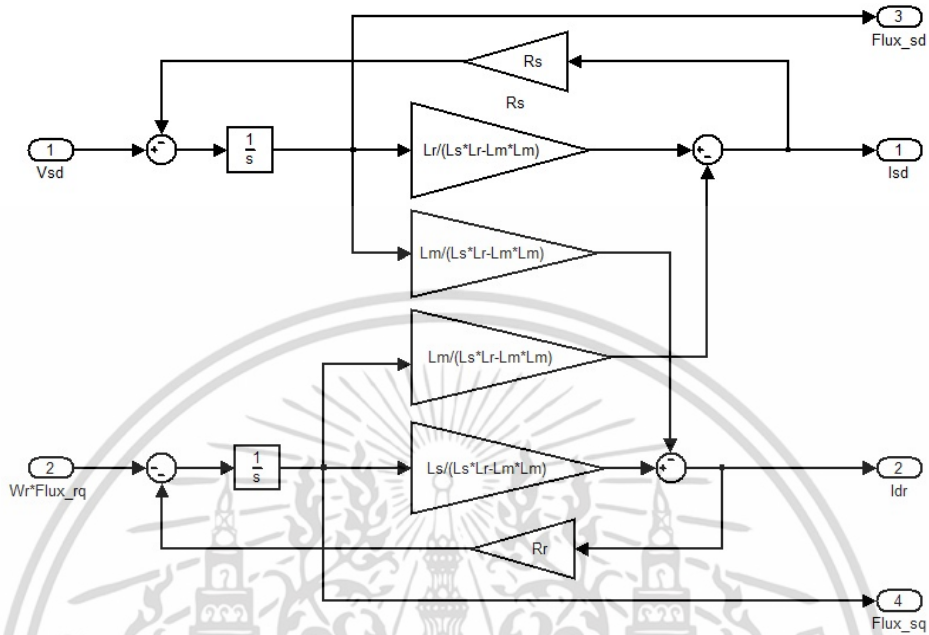 3
Flux_sd
Rs
Rs
1
Vsd
1
s
Lr/(Ls*Lr-Lm*Lm)
1
Isd
Lm/(Ls*Lr-Lm*Lm)
Lm/(Ls*Lr-Lm*Lm)
2
Wr*Flux_rq
1
s
Ls/(Ls*Lr-Lm*Lm)
2
Idr
Rr
4
Flux_sq